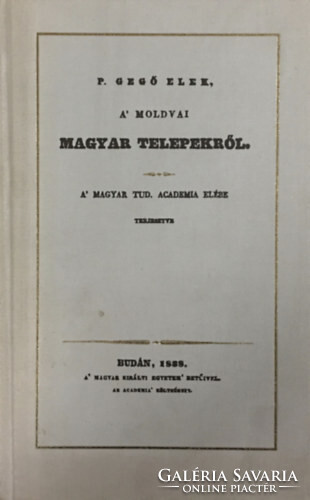 P. GEGŐ ELEK,
A' MOLDVAI
MAGYAR TELEPEKRŐL.
A' MAGYAR TUD. ACADEMIA ELÉBE
TERJESZTVE
BUDÁN, 1838.
A' MAGYAR KIRÁLYI EGYETEM' BETŰIVEL.
AZ ACADEMIA' KÖLTSÉGEIN.
GALÉRIA SAVARIA
ONLINE PIACTÉR